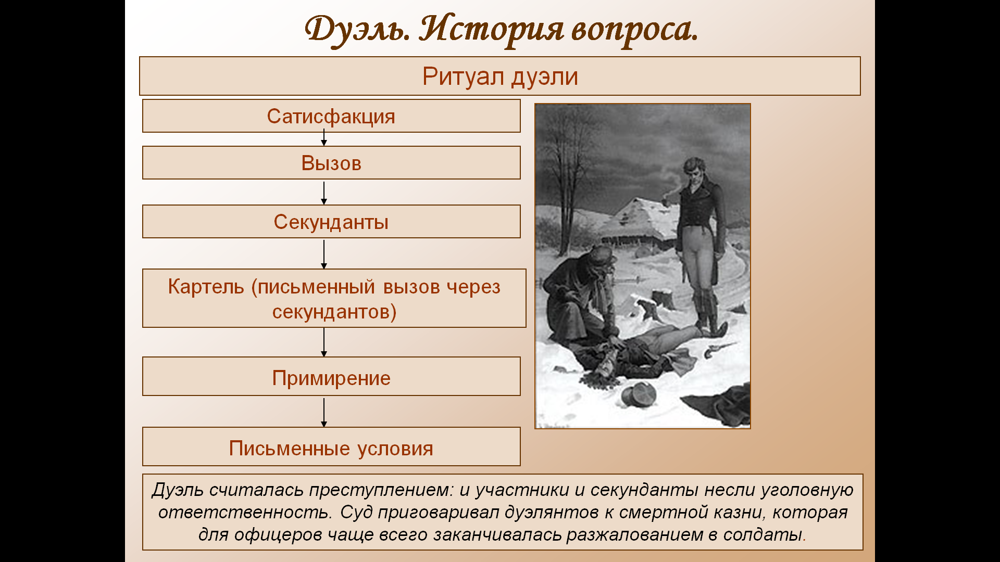 Дуэль. История вопроса.
Ритуал дуэли
Сатисфакция
Вызов
Секунданты
Картель (письменный вызов через
секундантов)
Примирение
Письменные условия
Дуэль считалась преступлением: и участники и секунданты несли уголовную
ответственность. Суд приговаривал дуэлянтов к смертной казни, которая
для офицеров чаще всего заканчивалась разжалованием в солдаты.